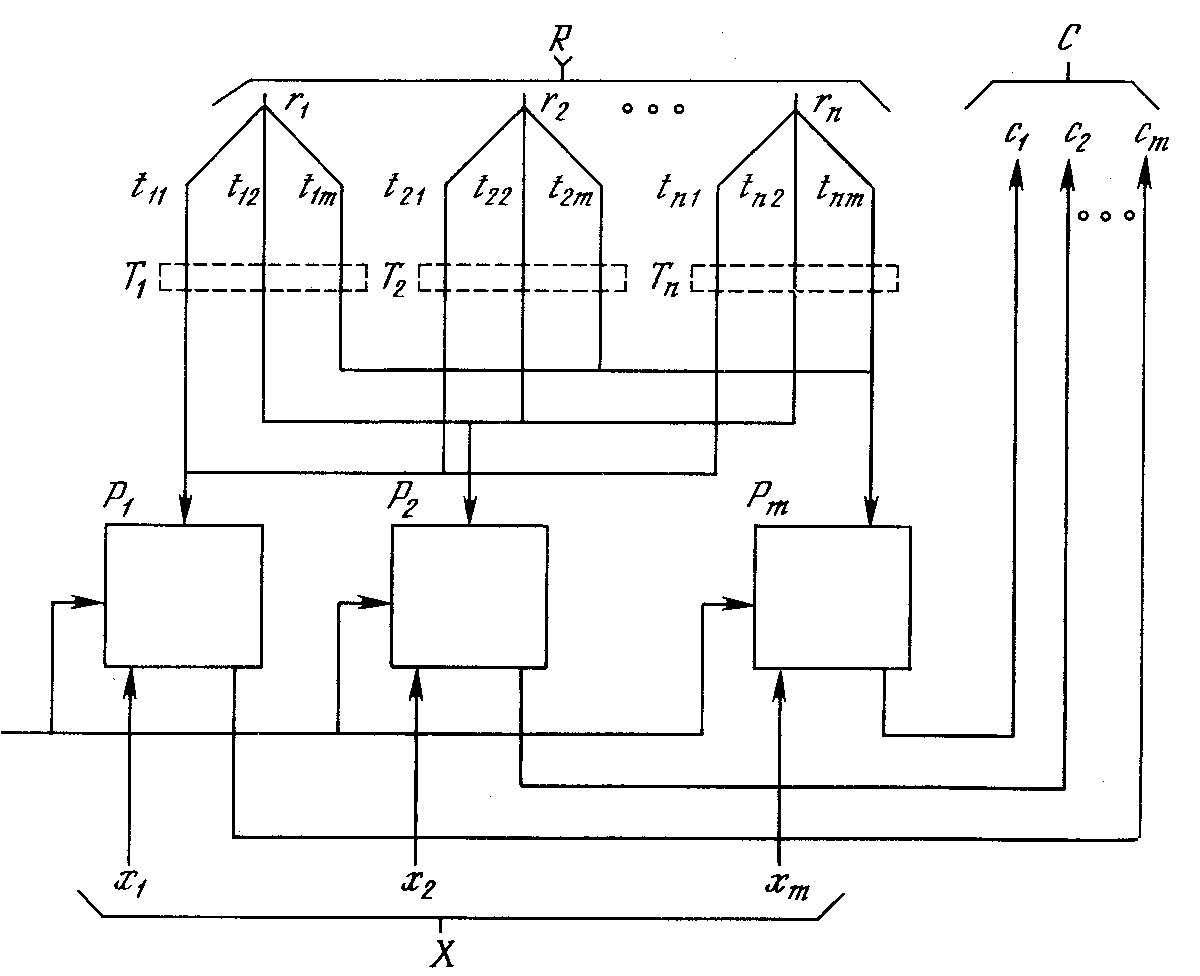 R C
r₁ r₂ ∘ ∘ ∘ rₙ
c₁ c₂ cₘ
t₁₁ t₁₂ t₁ₘ t₂₁ t₂₂ t₂ₘ tₙ₁ tₙ₂ tₙₘ
∘ ∘ ∘
T₁ T₂ Tₙ
P₁ P₂ Pₘ
x₁ x₂ xₘ
X